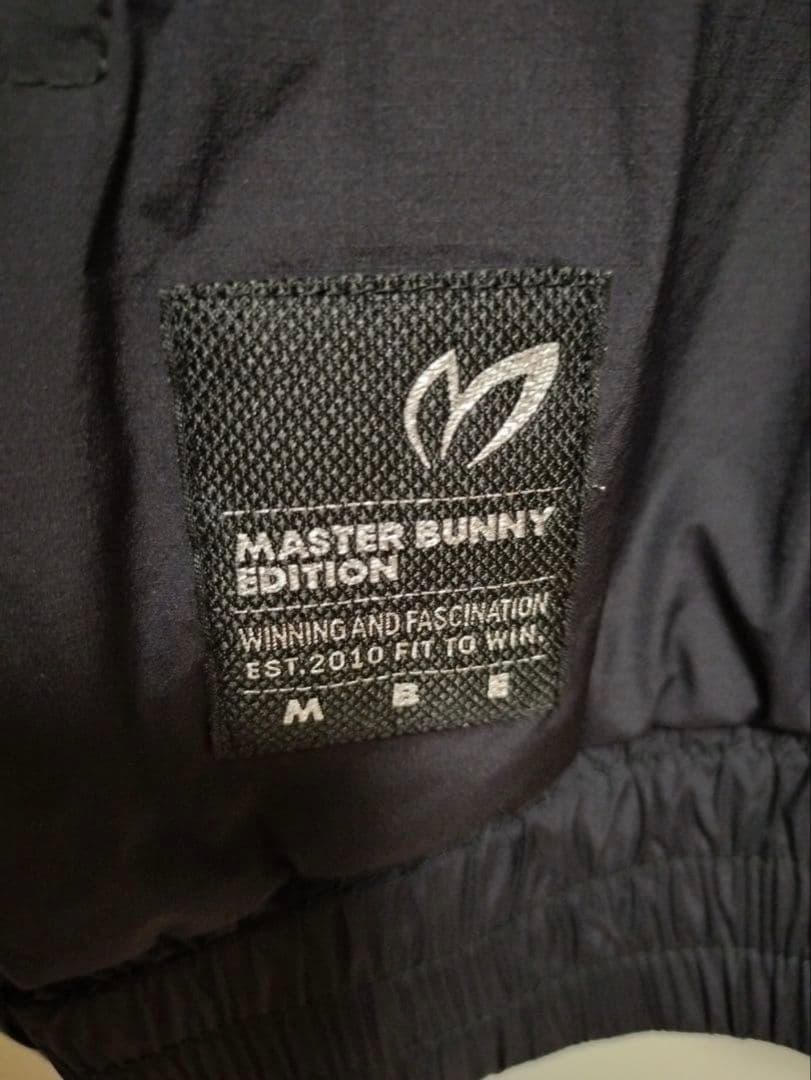 MASTER BUNNY
EDITION
WINNING AND FASCINATION
EST.2010 FIT TO WIN.
M B E